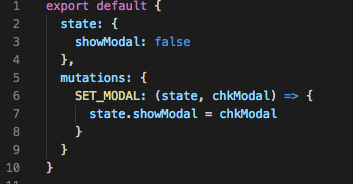 1 export default {
2   state: {
3     showModal: false
4   },
5   mutations: {
6     SET_MODAL: (state, chkModal) => {
7       state.showModal = chkModal
8     }
9   }
10 }
11